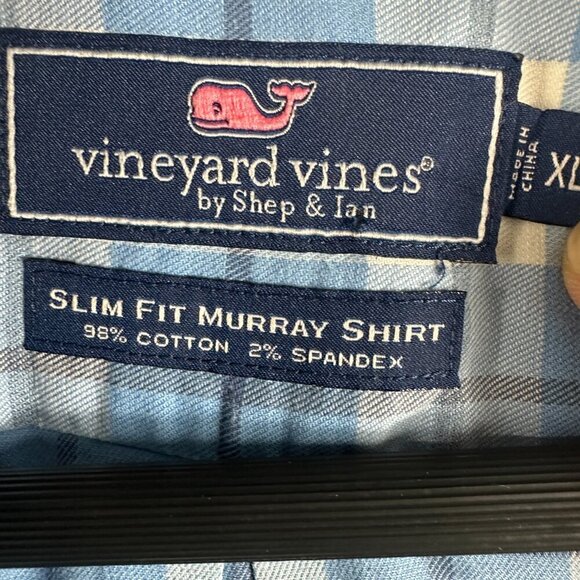 vineyard vines®
by Shep & Ian
MADE IN
CHINA
XL
SLIM FIT MURRAY SHIRT
98% COTTON 2% SPANDEX